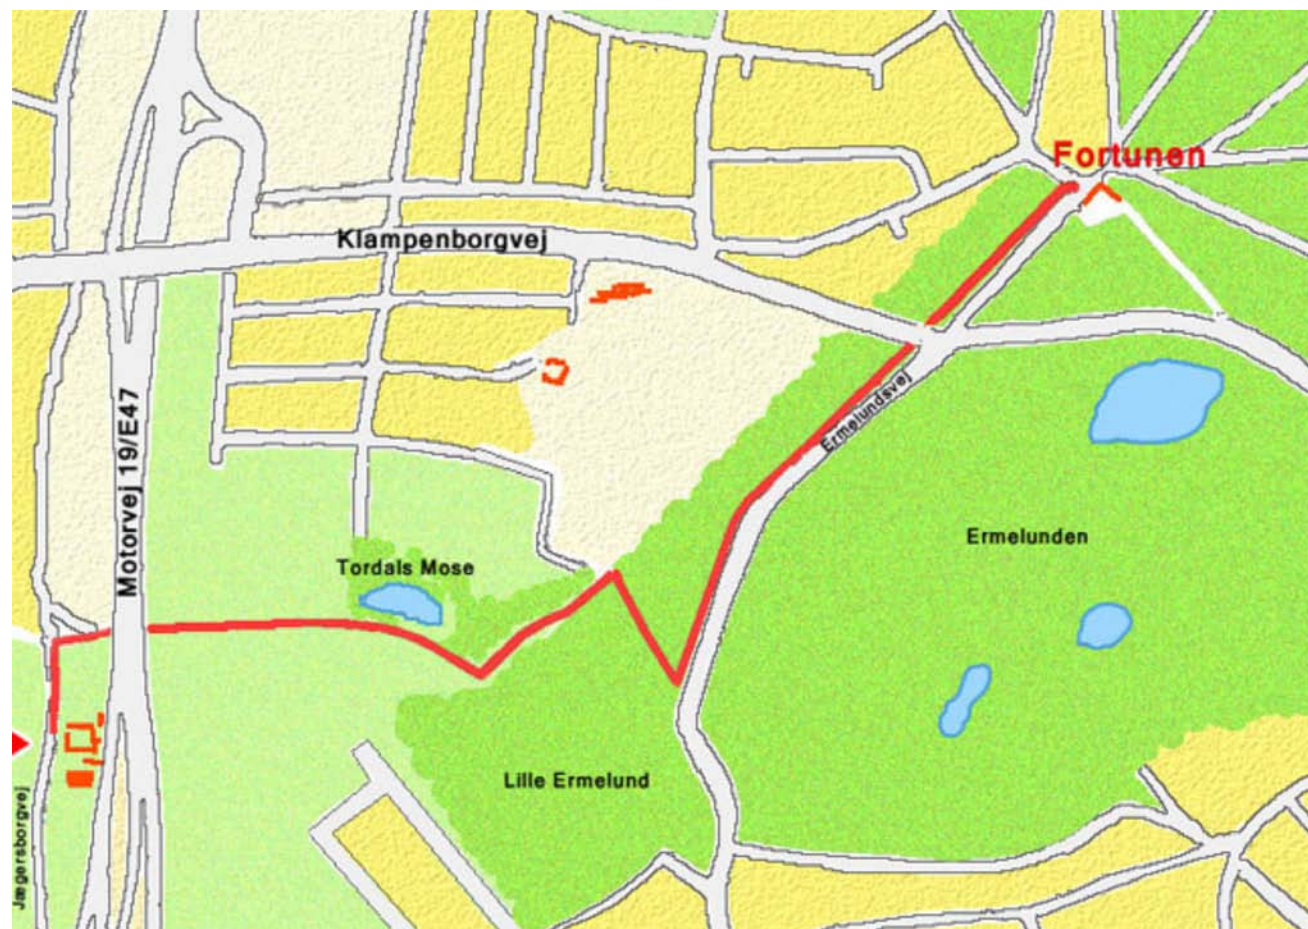 Fortunen
Klampenborgvej
Ermelundsvej
Motorvej 19/E47
Ermelunden
Tordals Mose
Lille Ermelund
Jægersborgvej